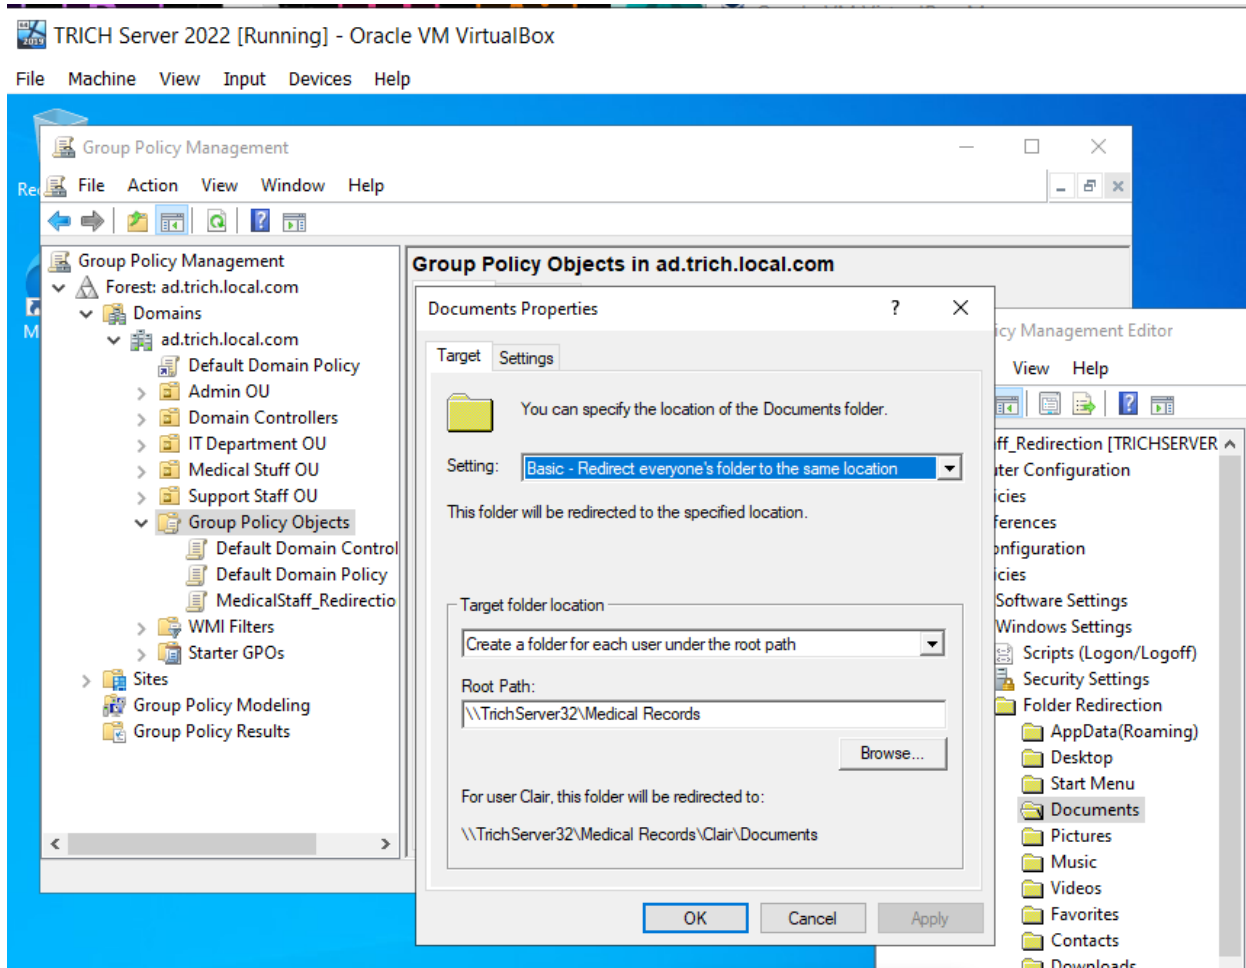 TRICH Server 2022 [Running] - Oracle VM VirtualBox
File Machine View Input Devices Help
Group Policy Management
File Action View Window Help
Group Policy Management
Forest: ad.trich.local.com
Domains
ad.trich.local.com
Default Domain Policy
Admin OU
Domain Controllers
IT Department OU
Medical Stuff OU
Support Staff OU
Group Policy Objects
Default Domain Control
Default Domain Policy
MedicalStaff_Redirectio
WMI Filters
Starter GPOs
Sites
Group Policy Modeling
Group Policy Results
Group Policy Objects in ad.trich.local.com
Documents Properties
Target Settings
You can specify the location of the Documents folder.
Setting: Basic - Redirect everyone's folder to the same location
This folder will be redirected to the specified location.
Target folder location
Create a folder for each user under the root path
Root Path:
\\TrichServer32\Medical Records
Browse...
For user Clair, this folder will be redirected to:
\\TrichServer32\Medical Records\Clair\Documents
OK Cancel Apply
icy Management Editor
View Help
ff_Redirection [TRICHSERVER
uter Configuration
icies
ferences
onfiguration
icies
Software Settings
Windows Settings
Scripts (Logon/Logoff)
Security Settings
Folder Redirection
AppData(Roaming)
Desktop
Start Menu
Documents
Pictures
Music
Videos
Favorites
Contacts
Downloads